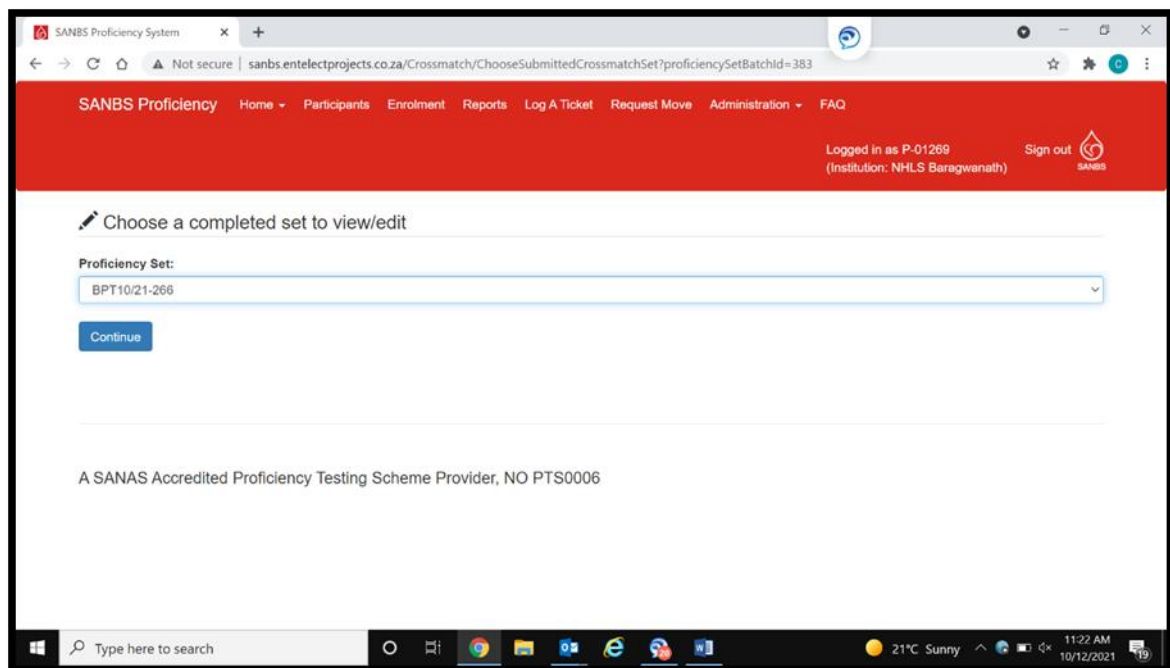 SANBS Proficiency System
Not secure | sanbs.entelectprojects.co.za/Crossmatch/ChooseSubmittedCrossmatchSet?proficiencySetBatchId=383
C
SANBS Proficiency Home Participants Enrolment Reports Log A Ticket Request Move Administration FAQ
Logged in as P-01269
(Institution: NHLS Baragwanath)
Sign out
SANBS
Choose a completed set to view/edit
Proficiency Set:
BPT10/21-266
Continue
A SANAS Accredited Proficiency Testing Scheme Provider, NO PTS0006
Type here to search
21°C Sunny
11:22 AM
10/12/2021
19